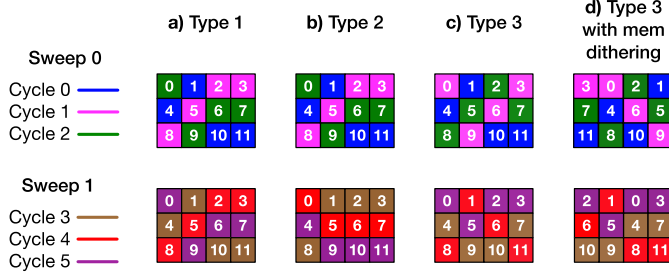 a) Type 1
b) Type 2
c) Type 3
d) Type 3
with mem
dithering
Sweep 0
Cycle 0
Cycle 1
Cycle 2
0 1 2 3
4 5 6 7
8 9 10 11
0 1 2 3
4 5 6 7
8 9 10 11
0 1 2 3
4 5 6 7
8 9 10 11
3 0 2 1
7 4 6 5
11 8 10 9
Sweep 1
Cycle 3
Cycle 4
Cycle 5
0 1 2 3
4 5 6 7
8 9 10 11
0 1 2 3
4 5 6 7
8 9 10 11
0 1 2 3
4 5 6 7
8 9 10 11
2 1 0 3
6 5 4 7
10 9 8 11